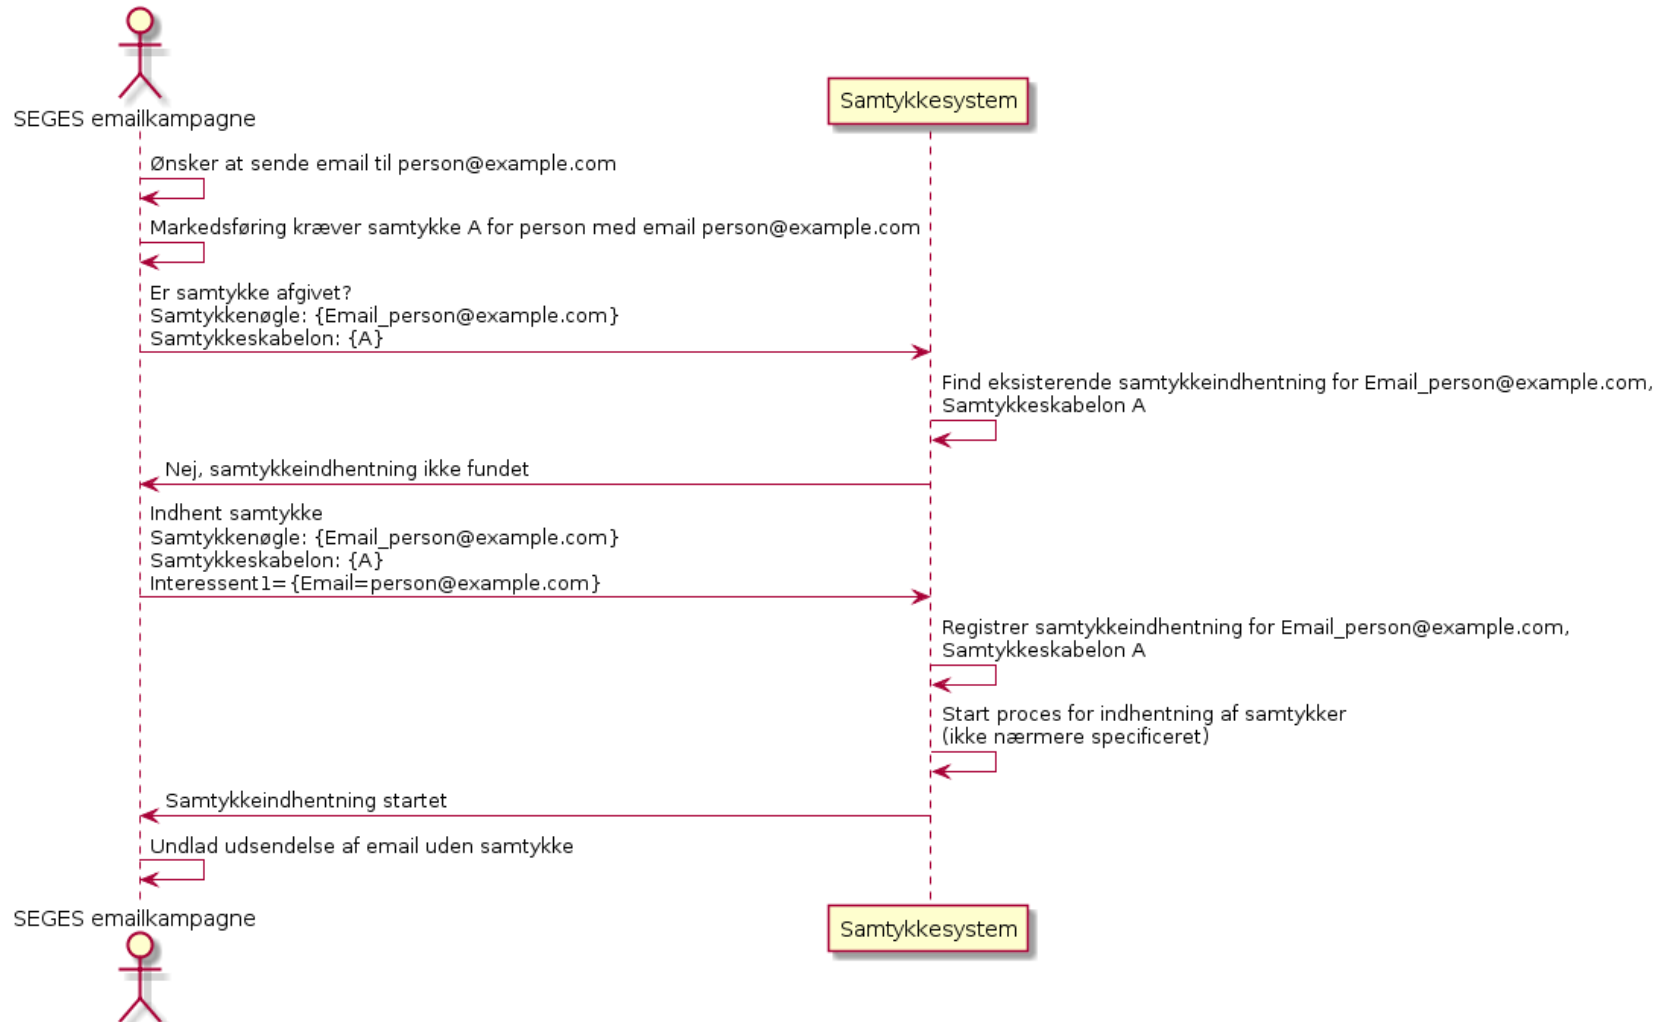 SEGES emailkampagne
Samtykkesystem
Ønsker at sende email til person@example.com
Markedsføring kræver samtykke A for person med email person@example.com
Er samtykke afgivet?
Samtykkenøgle: {Email_person@example.com}
Samtykkeskabelon: {A}
Find eksisterende samtykkeindhentning for Email_person@example.com,
Samtykkeskabelon A
Nej, samtykkeindhentning ikke fundet
Indhent samtykke
Samtykkenøgle: {Email_person@example.com}
Samtykkeskabelon: {A}
Interessent1={Email=person@example.com}
Registrer samtykkeindhentning for Email_person@example.com,
Samtykkeskabelon A
Start proces for indhentning af samtykker
(ikke nærmere specificeret)
Samtykkeindhentning startet
Undlad udsendelse af email uden samtykke
SEGES emailkampagne
Samtykkesystem